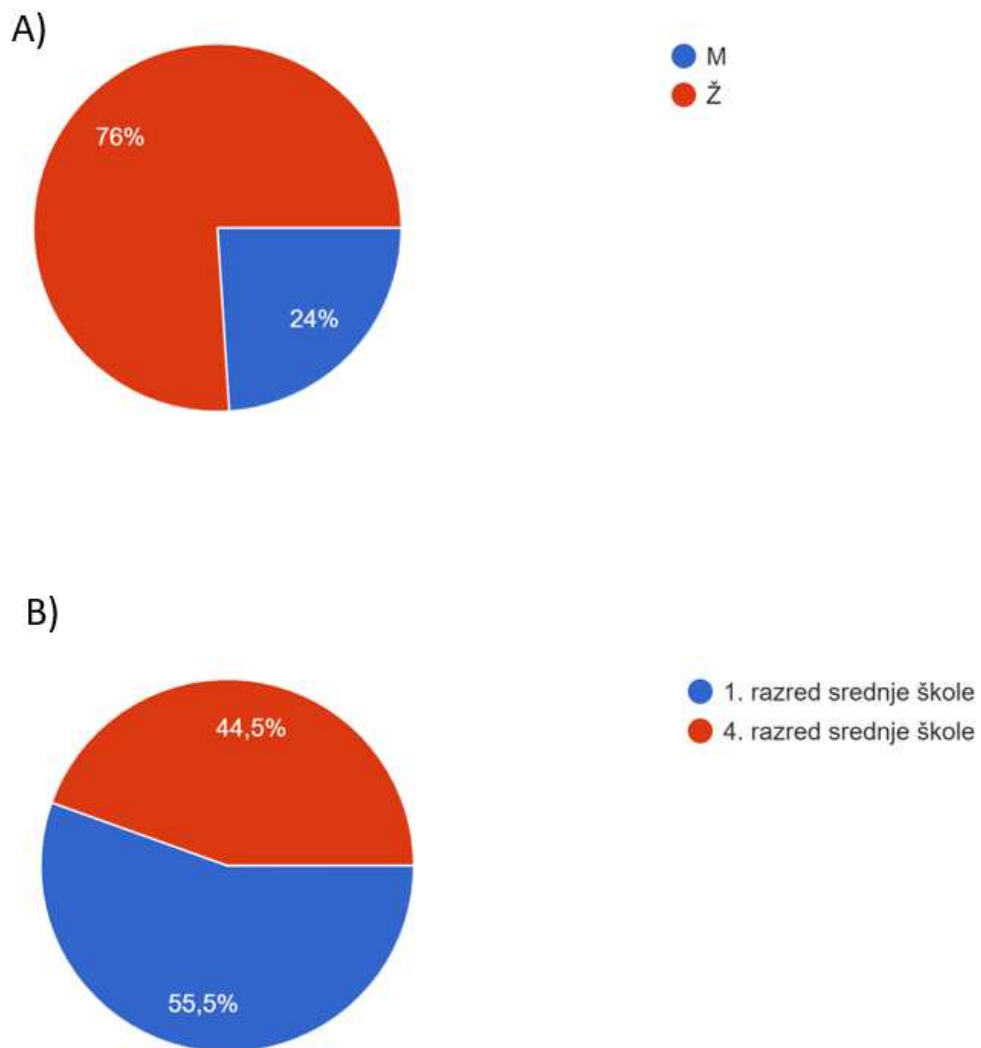 A)
M
Ž
76%
24%
B)
1. razred srednje škole
4. razred srednje škole
44,5%
55,5%